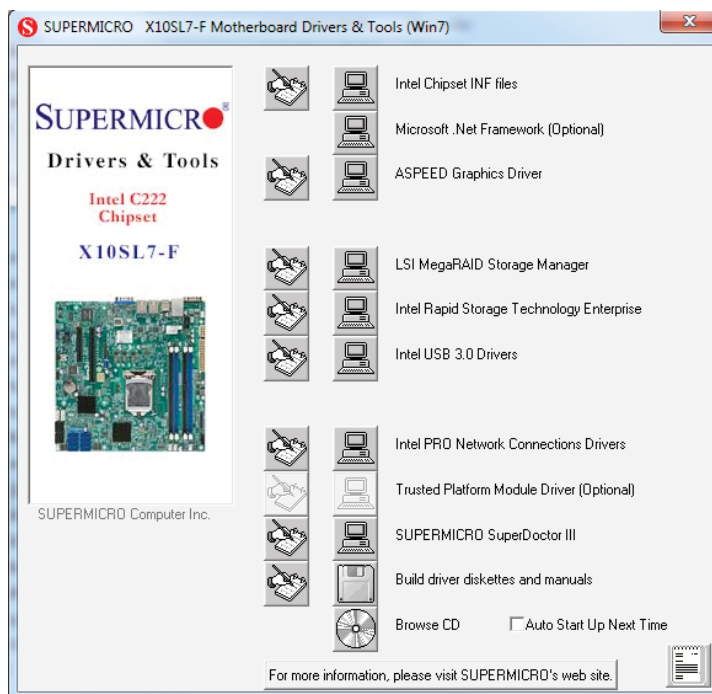 SUPERMICRO X10SL7-F Motherboard Drivers & Tools (Win7)
SUPERMICRO®
Drivers & Tools
Intel C222
Chipset
X10SL7-F
SUPERMICRO Computer Inc.
Intel Chipset INF files
Microsoft .Net Framework (Optional)
ASPEED Graphics Driver
LSI MegaRAID Storage Manager
Intel Rapid Storage Technology Enterprise
Intel USB 3.0 Drivers
Intel PRO Network Connections Drivers
Trusted Platform Module Driver (Optional)
SUPERMICRO SuperDoctor III
Build driver diskettes and manuals
Browse CD
Auto Start Up Next Time
For more information, please visit SUPERMICRO's web site.